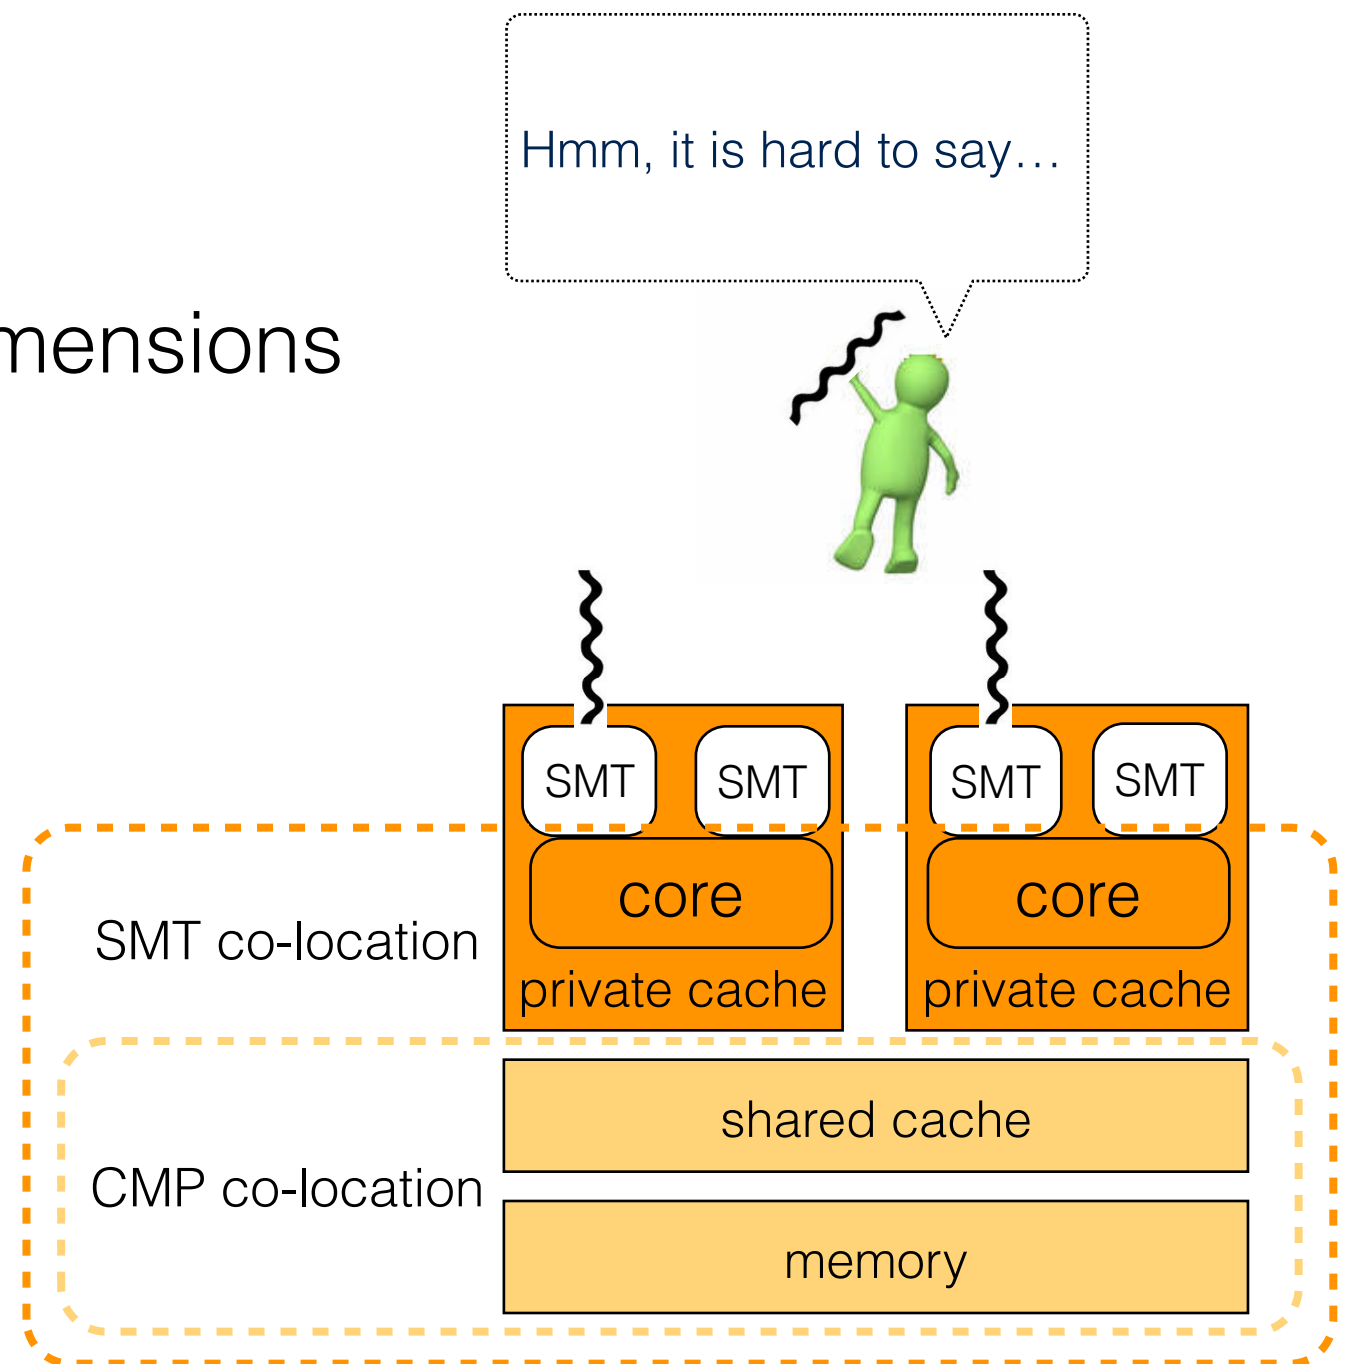 Hmm, it is hard to say…
mensions
SMT SMT SMT SMT
core core
SMT co-location
private cache private cache
shared cache
CMP co-location
memory